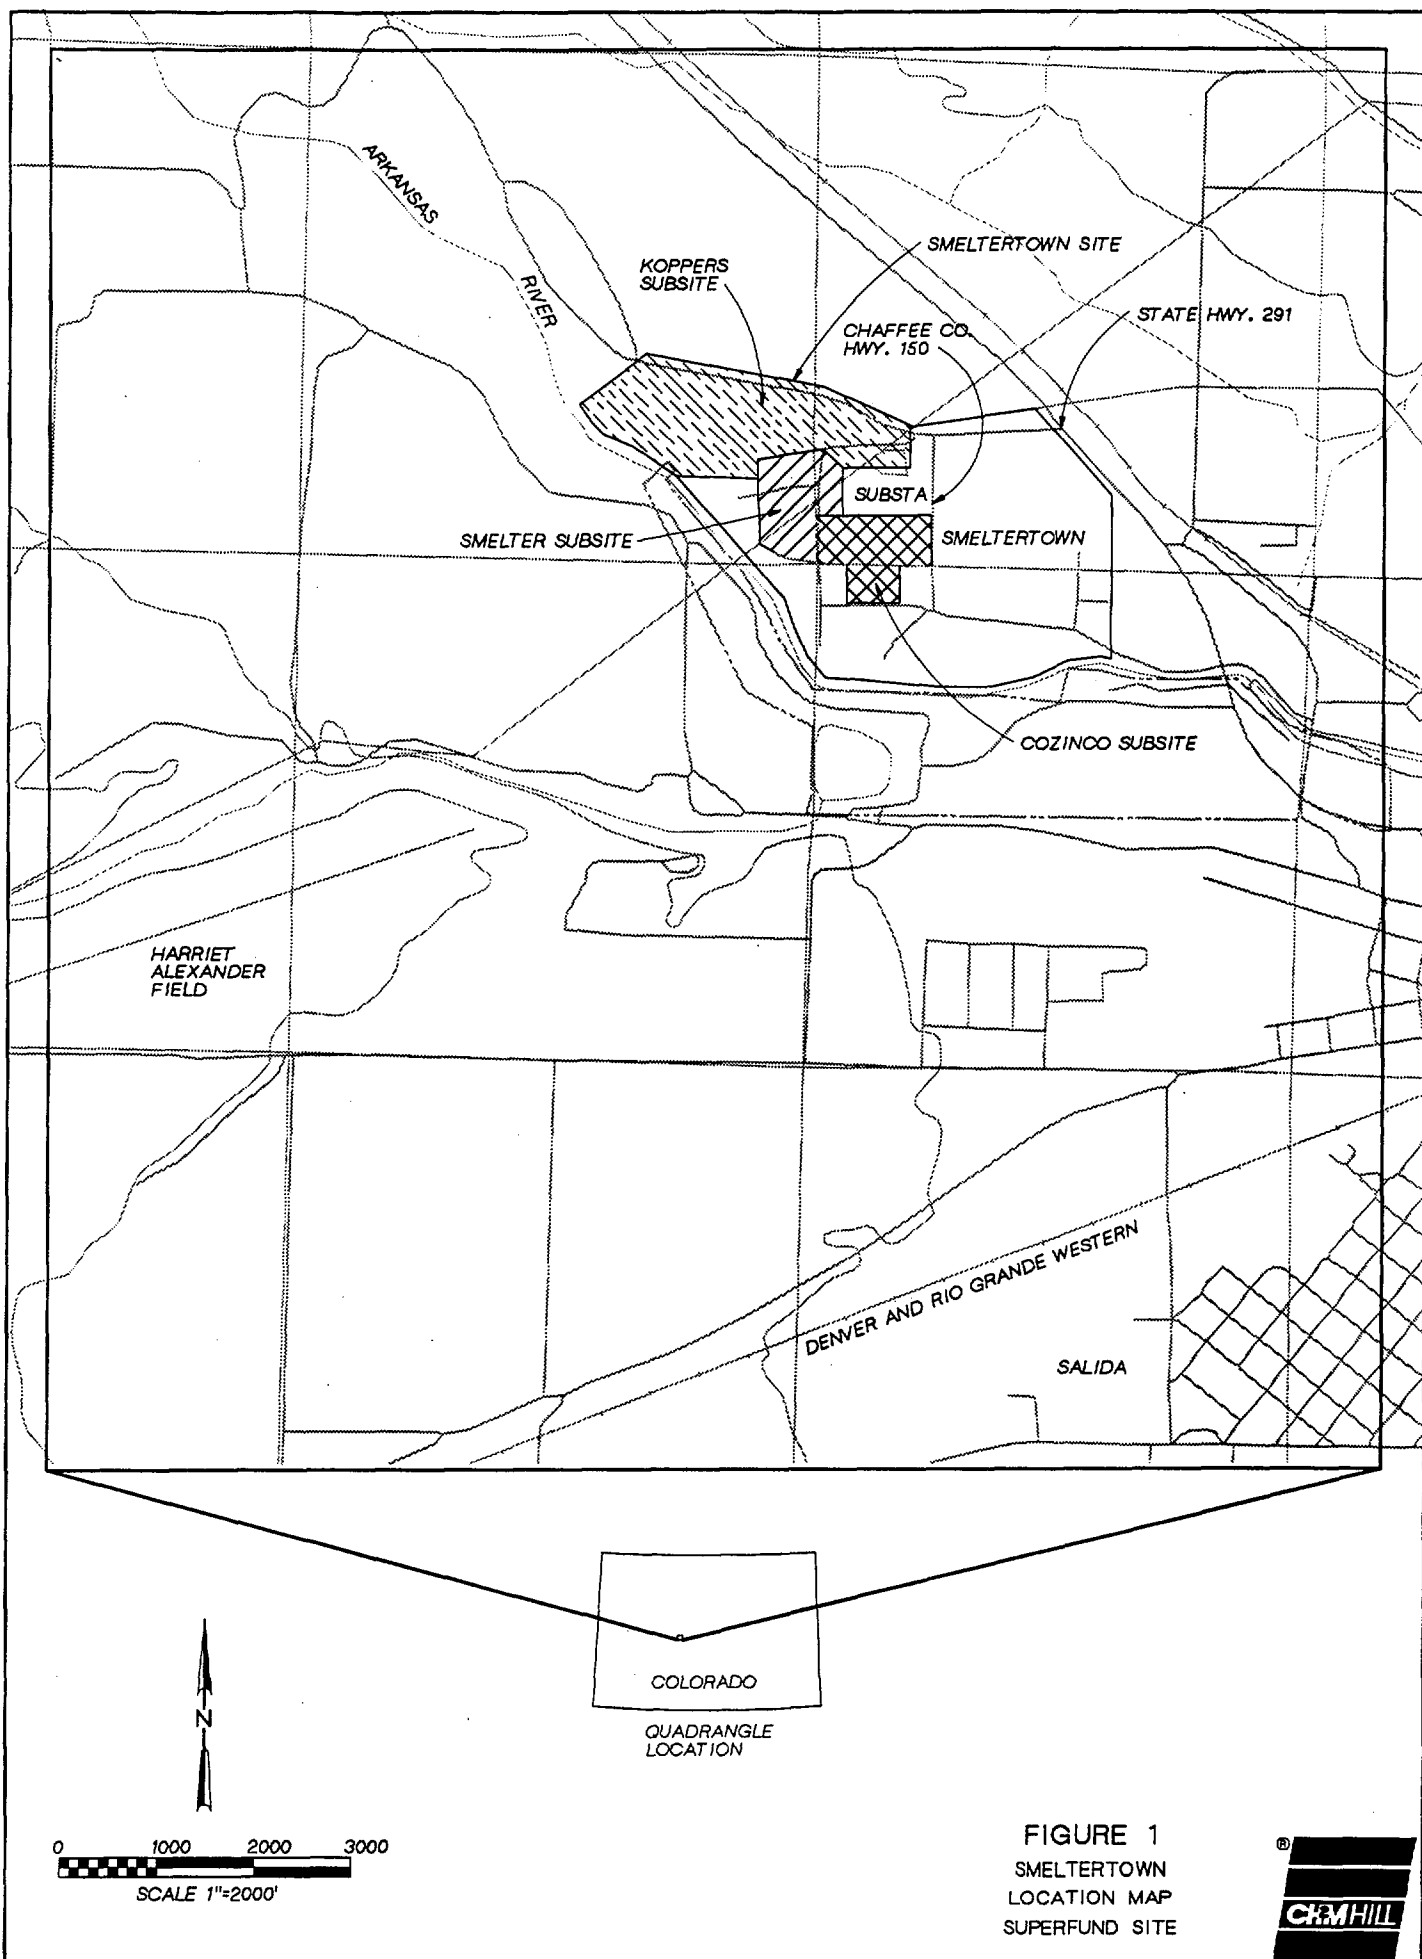 ARKANSAS
RIVER
KOPPERS
SUBSITE
SMELTERTOWN SITE
CHAFFEE CO.
HWY. 150
STATE HWY. 291
SUBSTA
SMELTER SUBSITE
SMELTERTOWN
COZINCO SUBSITE
HARRIET
ALEXANDER
FIELD
DENVER AND RIO GRANDE WESTERN
SALIDA
COLORADO
QUADRANGLE
LOCATION
N
0 1000 2000 3000
SCALE 1"=2000'
FIGURE 1
SMELTERTOWN
LOCATION MAP
SUPERFUND SITE
®
CH2MHILL